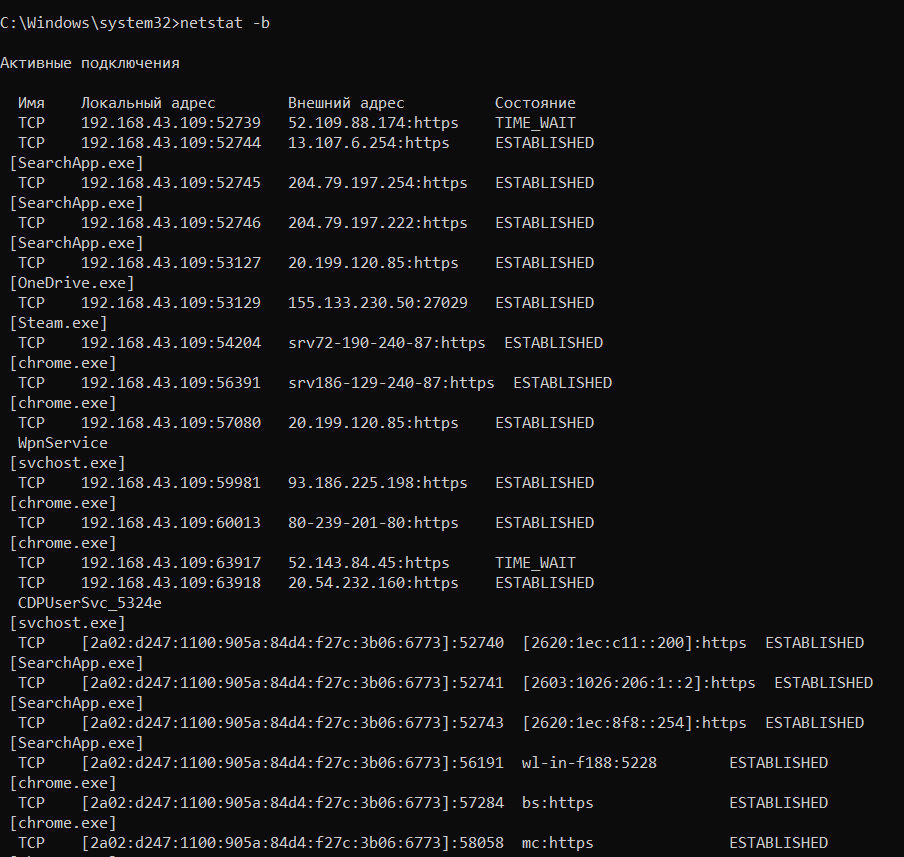 C:\Windows\system32>netstat -b
Активные подключения
Имя Локальный адрес Внешний адрес Состояние
TCP 192.168.43.109:52739 52.109.88.174:https TIME_WAIT
TCP 192.168.43.109:52744 13.107.6.254:https ESTABLISHED
[SearchApp.exe]
TCP 192.168.43.109:52745 204.79.197.254:https ESTABLISHED
[SearchApp.exe]
TCP 192.168.43.109:52746 204.79.197.222:https ESTABLISHED
[SearchApp.exe]
TCP 192.168.43.109:53127 20.199.120.85:https ESTABLISHED
[OneDrive.exe]
TCP 192.168.43.109:53129 155.133.230.50:27029 ESTABLISHED
[Steam.exe]
TCP 192.168.43.109:54204 srv72-190-240-87:https ESTABLISHED
[chrome.exe]
TCP 192.168.43.109:56391 srv186-129-240-87:https ESTABLISHED
[chrome.exe]
TCP 192.168.43.109:57080 20.199.120.85:https ESTABLISHED
WpnService
[svchost.exe]
TCP 192.168.43.109:59981 93.186.225.198:https ESTABLISHED
[chrome.exe]
TCP 192.168.43.109:60013 80-239-201-80:https ESTABLISHED
[chrome.exe]
TCP 192.168.43.109:63917 52.143.84.45:https TIME_WAIT
TCP 192.168.43.109:63918 20.54.232.160:https ESTABLISHED
CDPUserSvc_5324e
[svchost.exe]
TCP [2a02:d247:1100:905a:84d4:f27c:3b06:6773]:52740 [2620:1ec:c11::200]:https ESTABLISHED
[SearchApp.exe]
TCP [2a02:d247:1100:905a:84d4:f27c:3b06:6773]:52741 [2603:1026:206:1::2]:https ESTABLISHED
[SearchApp.exe]
TCP [2a02:d247:1100:905a:84d4:f27c:3b06:6773]:52743 [2620:1ec:8f8::254]:https ESTABLISHED
[SearchApp.exe]
TCP [2a02:d247:1100:905a:84d4:f27c:3b06:6773]:56191 wl-in-f188:5228 ESTABLISHED
[chrome.exe]
TCP [2a02:d247:1100:905a:84d4:f27c:3b06:6773]:57284 bs:https ESTABLISHED
[chrome.exe]
TCP [2a02:d247:1100:905a:84d4:f27c:3b06:6773]:58058 mc:https ESTABLISHED